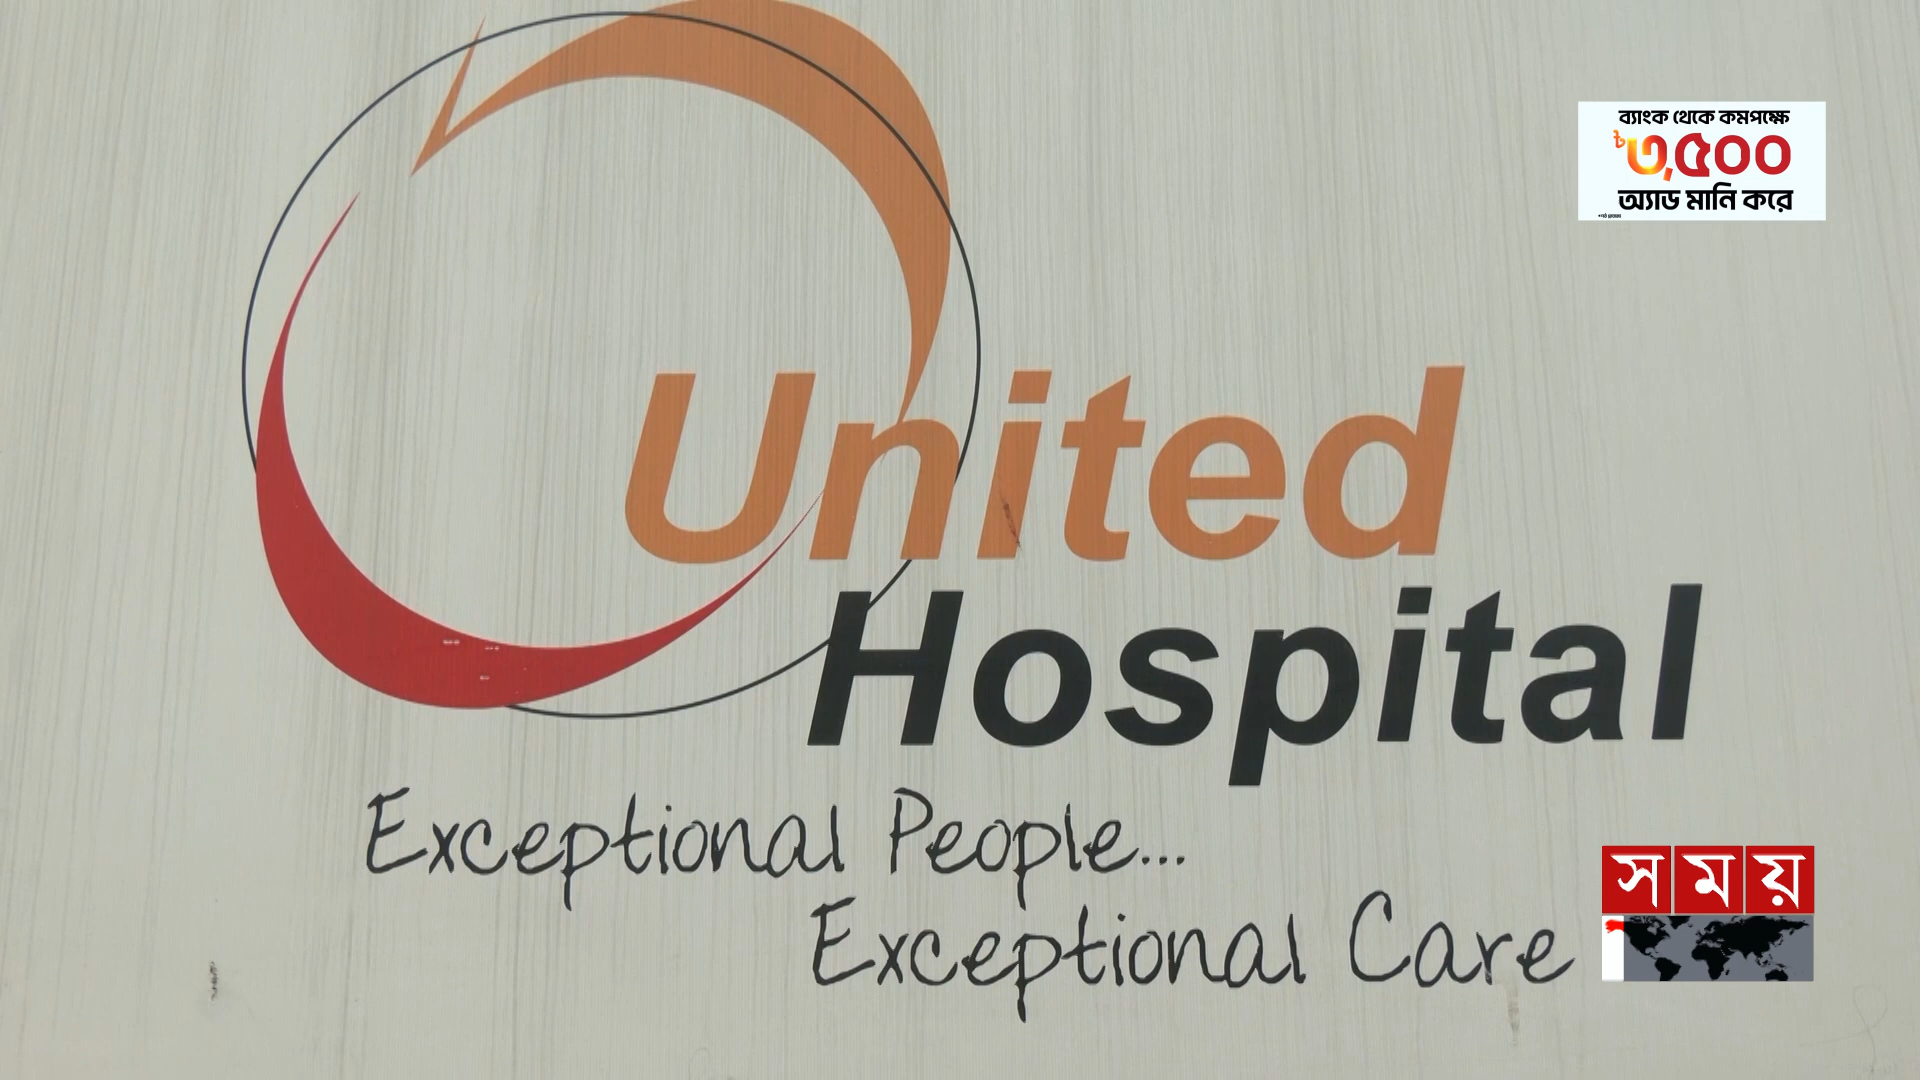 ব্যাংক থেকে কমপক্ষে
৳৩,৫০০
অ্যাড মানি করে
United
Hospital
Exceptional People...
Exceptional Care
সময়